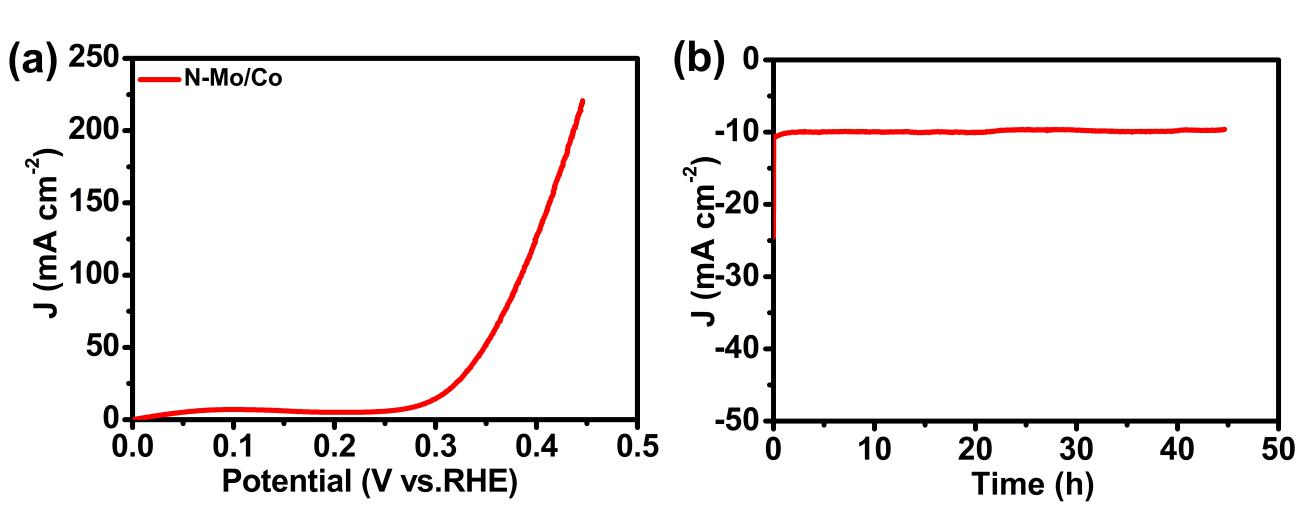 (a)
250
200
150
100
50
0
J (mA cm-2)
N-Mo/Co
0.0 0.1 0.2 0.3 0.4 0.5
Potential (V vs.RHE)
(b)
0
-10
-20
-30
-40
-50
J (mA cm-2)
0 10 20 30 40 50
Time (h)